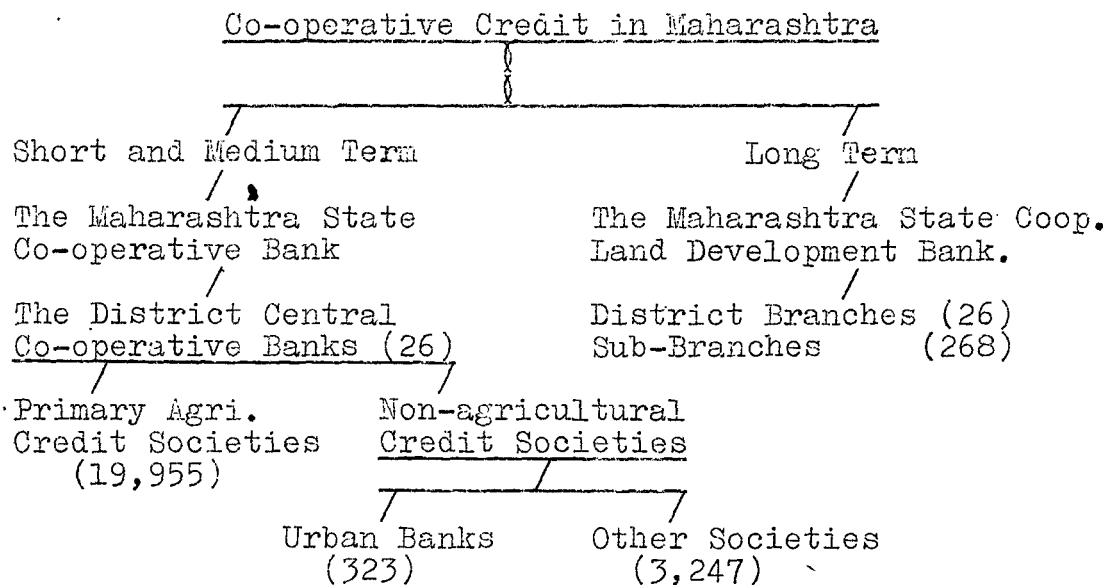 Co-operative Credit in Maharashtra
Short and Medium Term
Long Term
The Maharashtra State
Co-operative Bank
The Maharashtra State Coop.
Land Development Bank.
The District Central
Co-operative Banks (26)
District Branches (26)
Sub-Branches (268)
Primary Agri.
Credit Societies
(19,955)
Non-agricultural
Credit Societies
Urban Banks
(323)
Other Societies
(3,247)